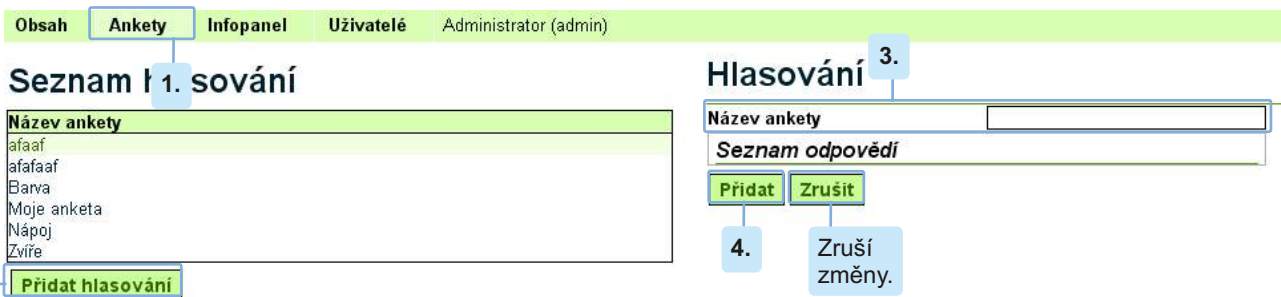 Obsah Ankety Infopanel Uživatelé Administrator (admin)
1.
Seznam h sování
Název ankety
afaaf
afafaaf
Barva
Moje anketa
Nápoj
Zvíře
Přidat hlasování
Hlasování
3.
Název ankety
Seznam odpovědí
Přidat Zrušit
4.
Zruší
změny.